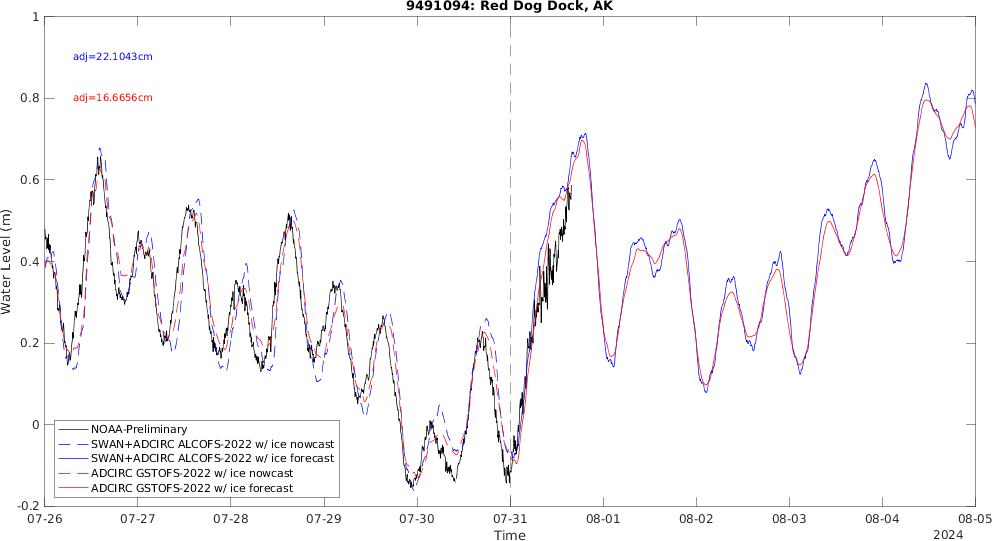 9491094: Red Dog Dock, AK
adj=22.1043cm
adj=16.6656cm
Water Level (m)
1
0.8
0.6
0.4
0.2
0
-0.2
NOAA-Preliminary
SWAN+ADCIRC ALCOFS-2022 w/ ice nowcast
SWAN+ADCIRC ALCOFS-2022 w/ ice forecast
ADCIRC GSTOFS-2022 w/ ice nowcast
ADCIRC GSTOFS-2022 w/ ice forecast
07-26 07-27 07-28 07-29 07-30 07-31 08-01 08-02 08-03 08-04 08-05
Time
2024